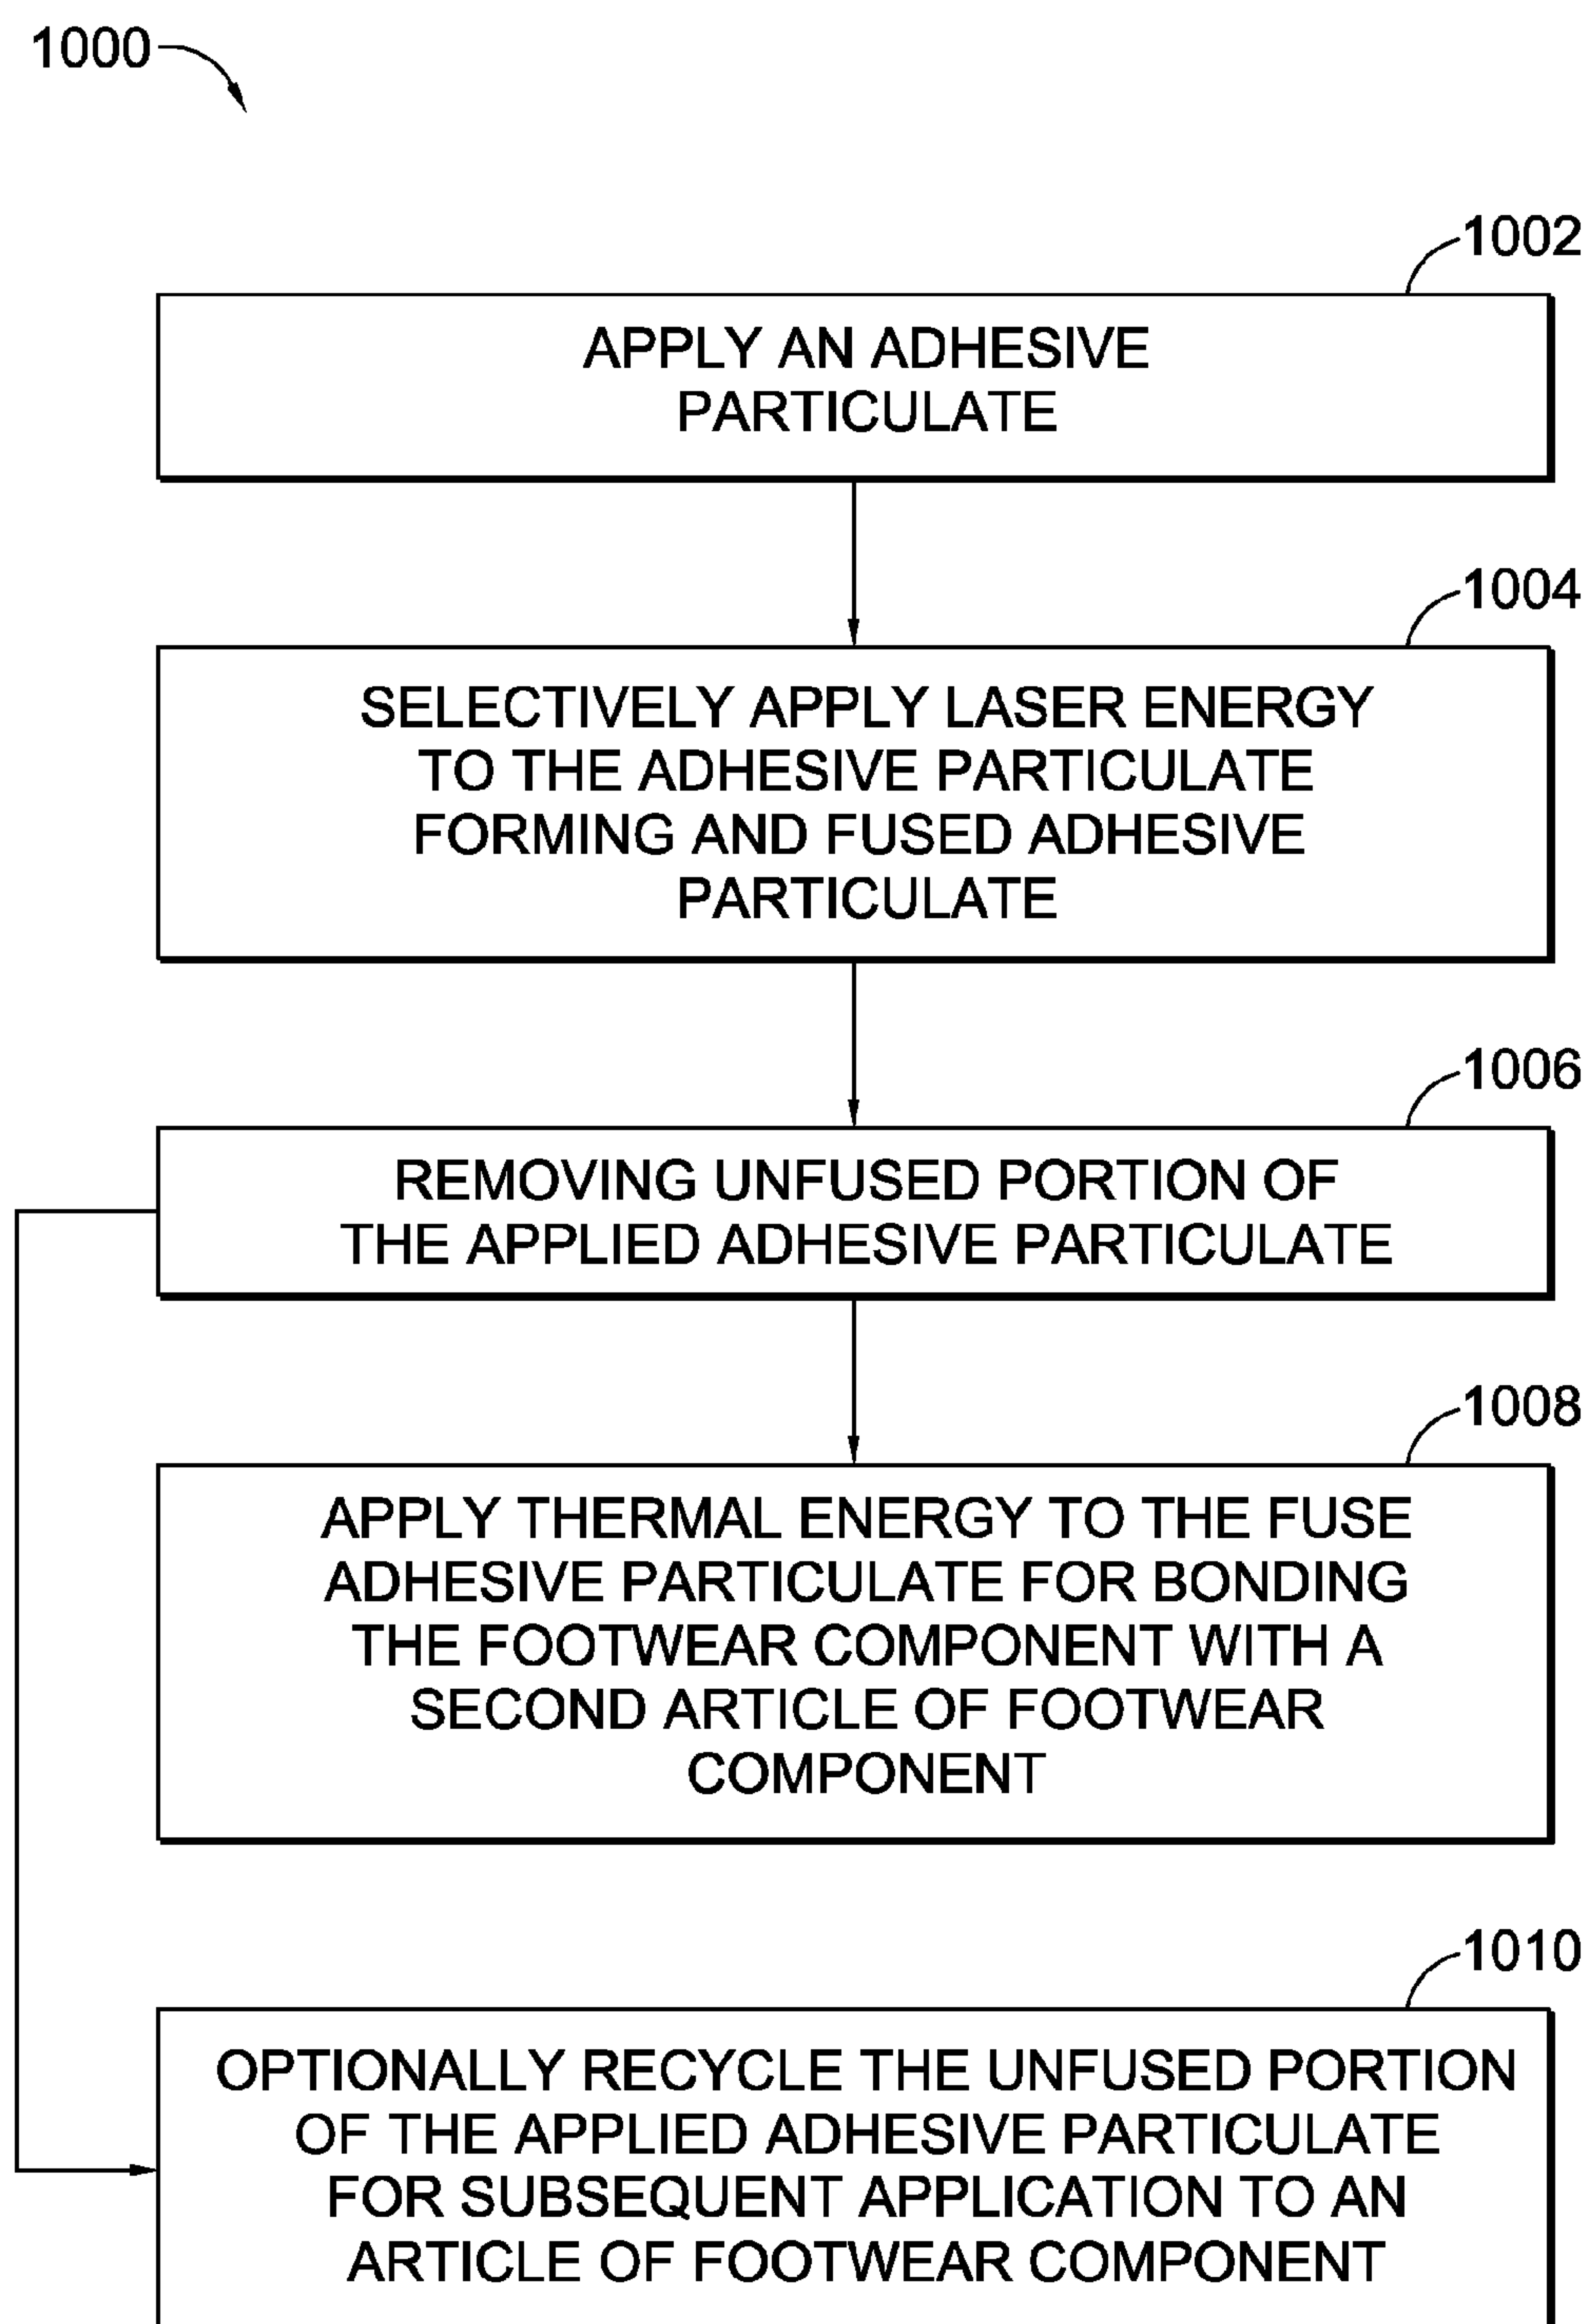 1000
1002
APPLY AN ADHESIVE
PARTICULATE
1004
SELECTIVELY APPLY LASER ENERGY
TO THE ADHESIVE PARTICULATE
FORMING AND FUSED ADHESIVE
PARTICULATE
1006
REMOVING UNFUSED PORTION OF
THE APPLIED ADHESIVE PARTICULATE
1008
APPLY THERMAL ENERGY TO THE FUSE
ADHESIVE PARTICULATE FOR BONDING
THE FOOTWEAR COMPONENT WITH A
SECOND ARTICLE OF FOOTWEAR
COMPONENT
1010
OPTIONALLY RECYCLE THE UNFUSED PORTION
OF THE APPLIED ADHESIVE PARTICULATE
FOR SUBSEQUENT APPLICATION TO AN
ARTICLE OF FOOTWEAR COMPONENT